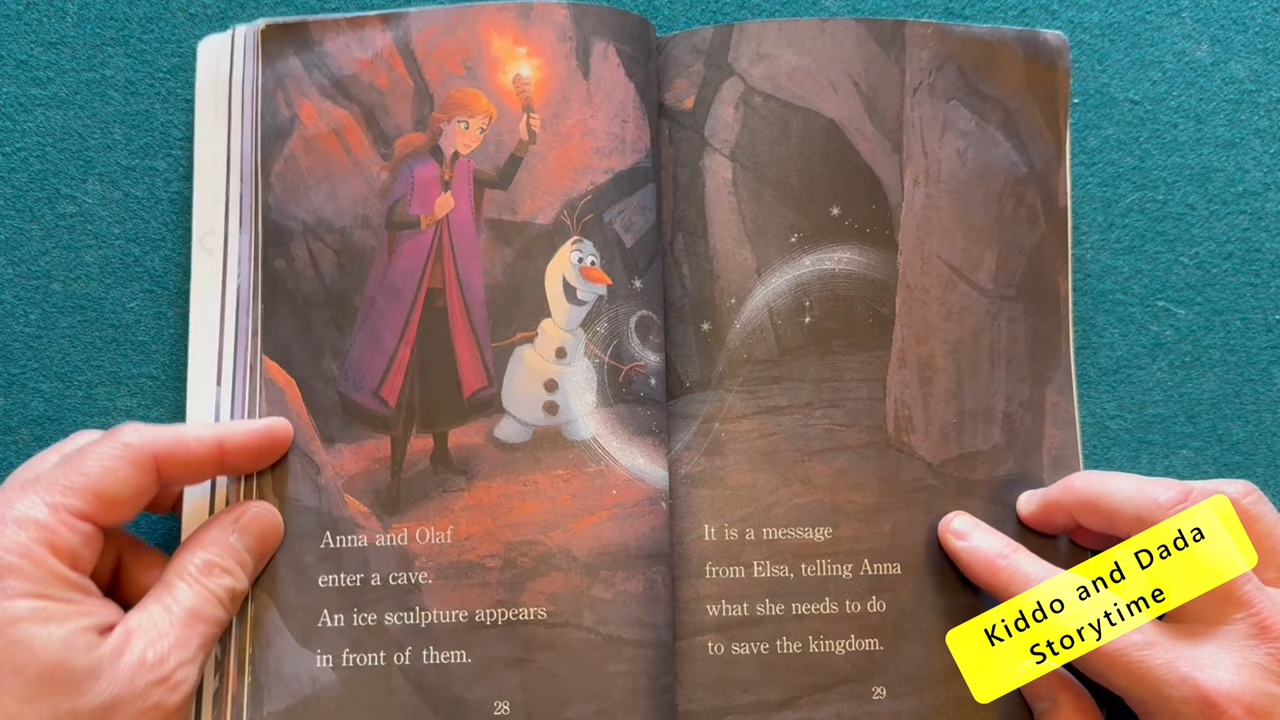 Anna and Olaf
enter a cave.
An ice sculpture appears
in front of them.
28
It is a message
from Elsa, telling Anna
what she needs to do
to save the kingdom.
29
Kiddo and Dada
Storytime